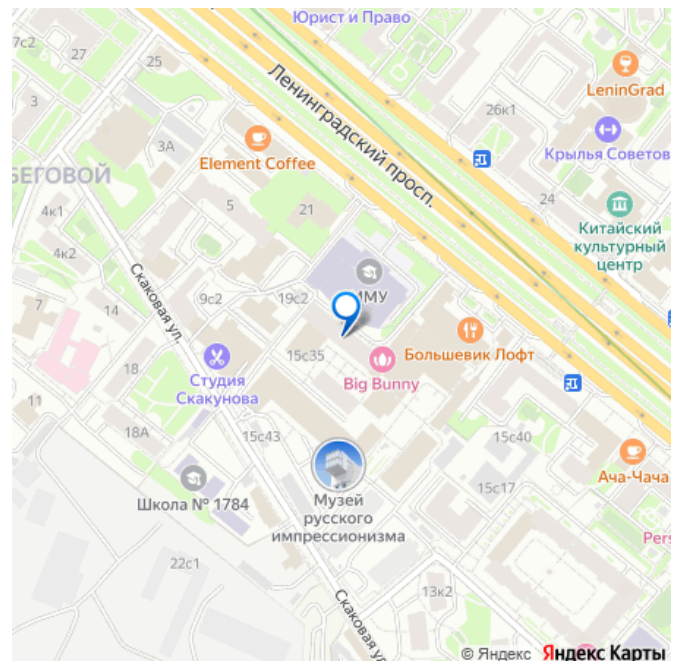 Юрист и Право
7с2
27
25
LeninGrad
3
Ленинградский просп.
26к1
3А
Element Coffee
Крылья Советов
БЕГОВОЙ
5
21
24
4к1
Китайский
культурный
центр
4к2
Скаковая ул.
9с2
19с2
ММУ
7
14
15с35
Большевик Лофт
Студия
Скакунова
Big Bunny
18
11
18А
15с43
15с40
Ача-Чача
Школа № 1784
Музей
русского
импрессионизма
15с17
Pers
22с1
13к2
Скаковая ул.
© Яндекс Яндекс Карты